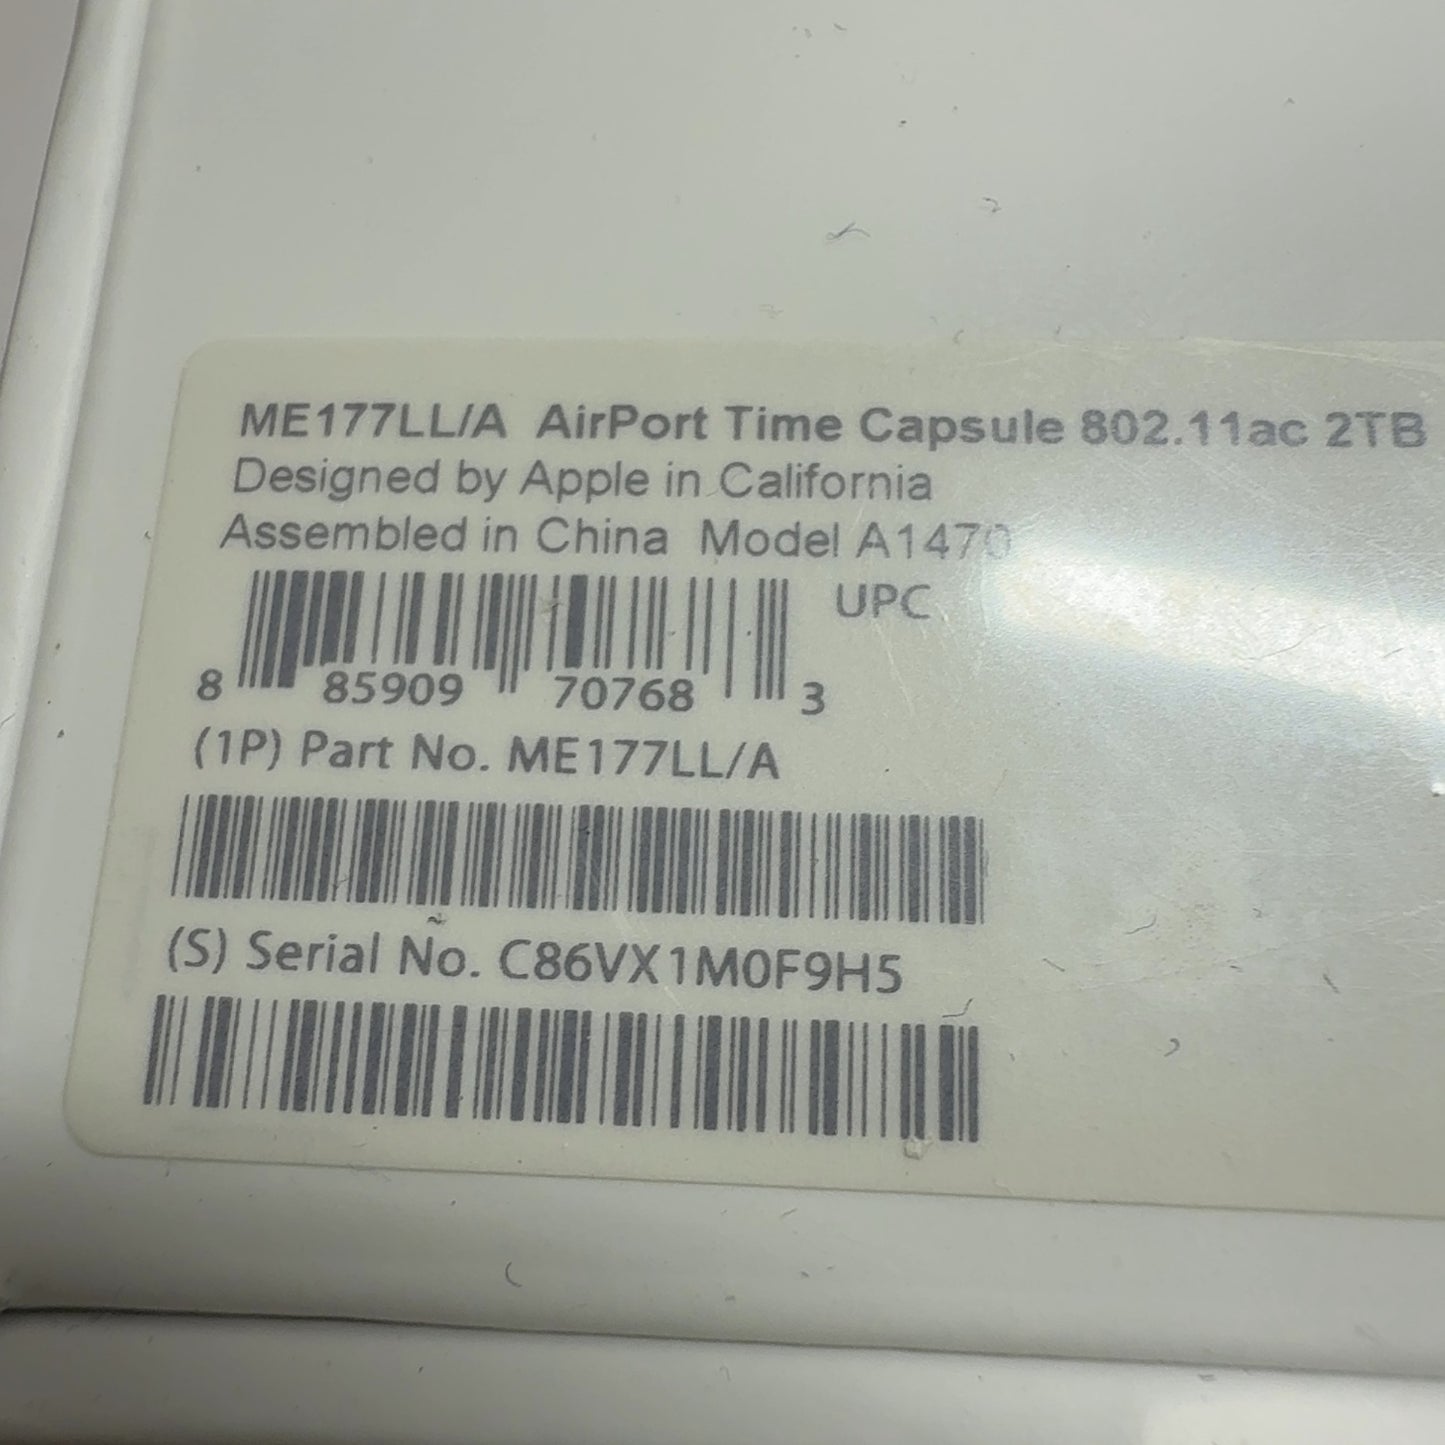 ME177LL/A AirPort Time Capsule 802.11ac 2TB
Designed by Apple in California
Assembled in China Model A1470
UPC
8 85909 70768 3
(1P) Part No. ME177LL/A
(S) Serial No. C86VX1M0F9H5